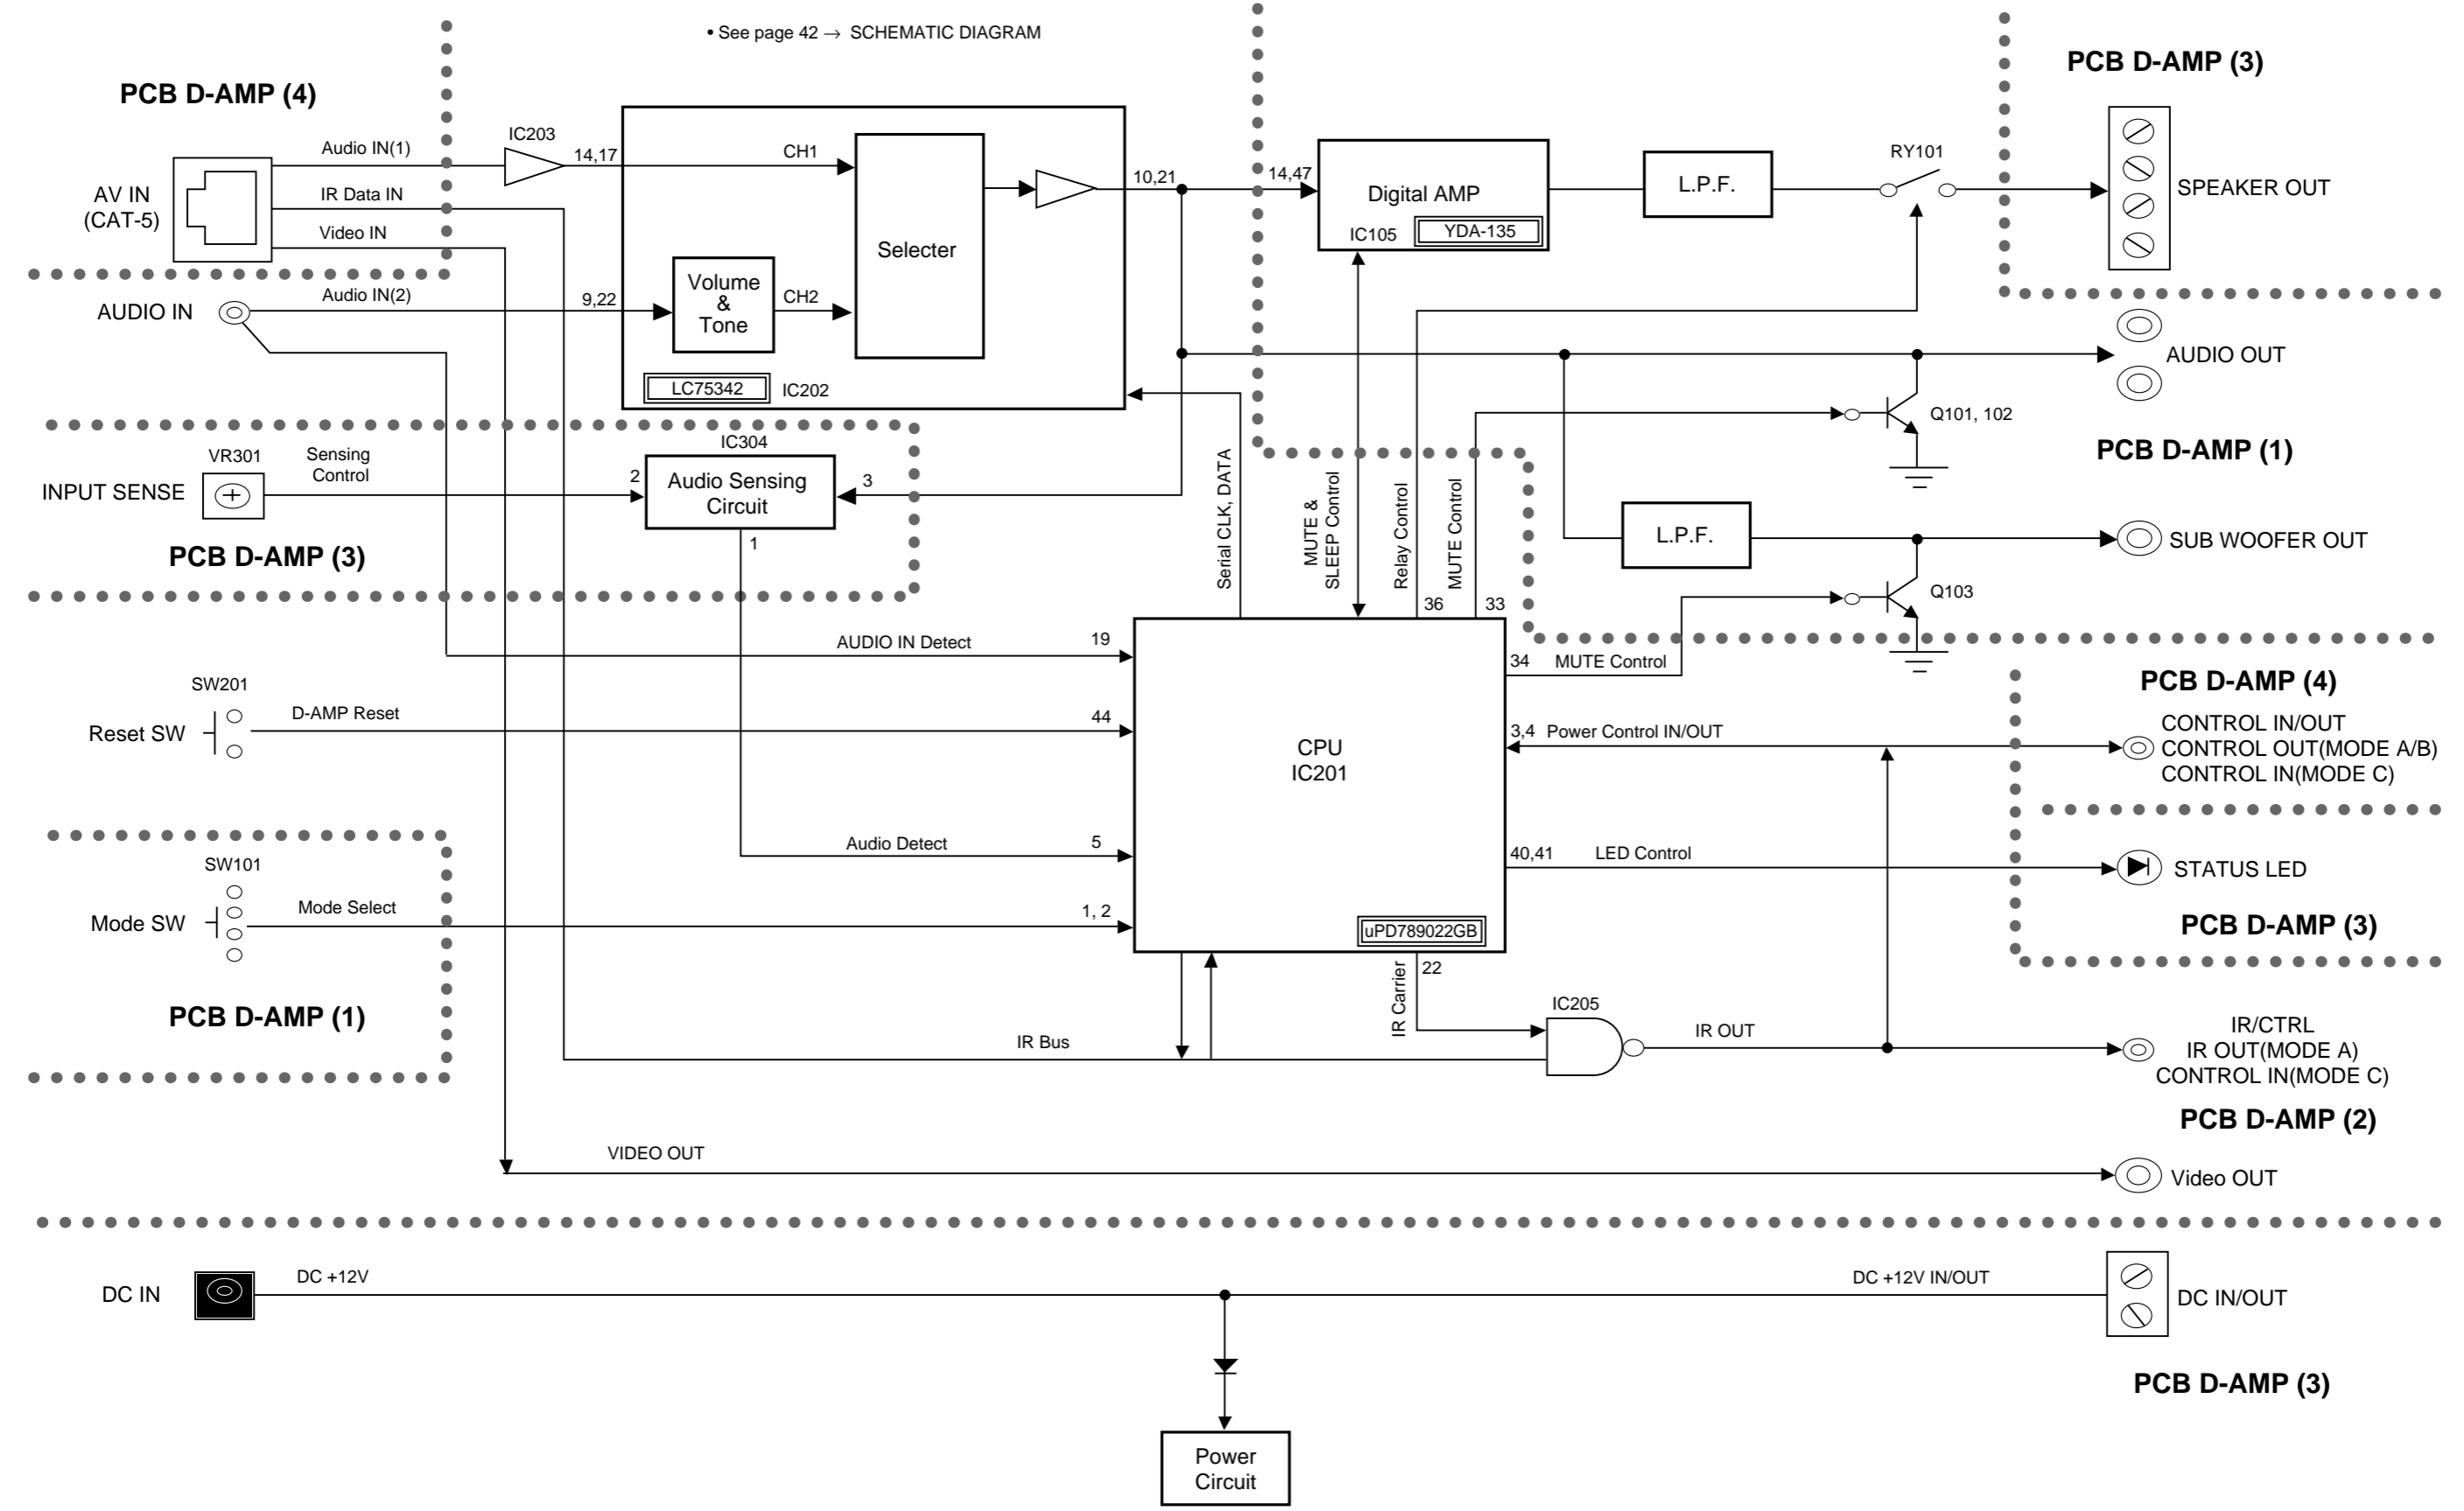 • See page 42 → SCHEMATIC DIAGRAM
PCB D-AMP (4)
PCB D-AMP (3)
AV IN
(CAT-5)
Audio IN(1)
IR Data IN
Video IN
IC203
14,17
CH1
Selecter
Volume
&
Tone
CH2
LC75342
IC202
10,21
14,47
Digital AMP
IC105
YDA-135
L.P.F.
RY101
SPEAKER OUT
AUDIO IN
Audio IN(2)
9,22
AUDIO OUT
Q101, 102
PCB D-AMP (1)
INPUT SENSE
VR301
Sensing
Control
2
IC304
Audio Sensing
Circuit
3
1
PCB D-AMP (3)
Serial CLK, DATA
MUTE &
SLEEP Control
Relay Control
MUTE Control
36
33
L.P.F.
SUB WOOFER OUT
Q103
AUDIO IN Detect
19
34
MUTE Control
SW201
Reset SW
D-AMP Reset
44
CPU
IC201
uPD789022GB
3,4
Power Control IN/OUT
PCB D-AMP (4)
CONTROL IN/OUT
CONTROL OUT(MODE A/B)
CONTROL IN(MODE C)
Audio Detect
5
40,41
LED Control
STATUS LED
PCB D-AMP (3)
SW101
Mode SW
Mode Select
1, 2
PCB D-AMP (1)
IR Carrier
22
IR Bus
IC205
IR OUT
IR/CTRL
IR OUT(MODE A)
CONTROL IN(MODE C)
PCB D-AMP (2)
VIDEO OUT
Video OUT
DC IN
DC +12V
DC +12V IN/OUT
DC IN/OUT
PCB D-AMP (3)
Power
Circuit